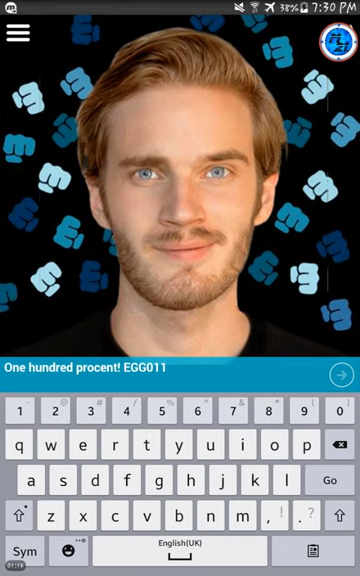 38% 7:30 PM
One hundred procent! EGG011
- @ # / % ^ & * ( )
1 2 3 4 5 6 7 8 9 0
q w e r t y u i o p
a s d f g h j k l Go
z x c v b n m , ! . ?
English(UK)
Sym